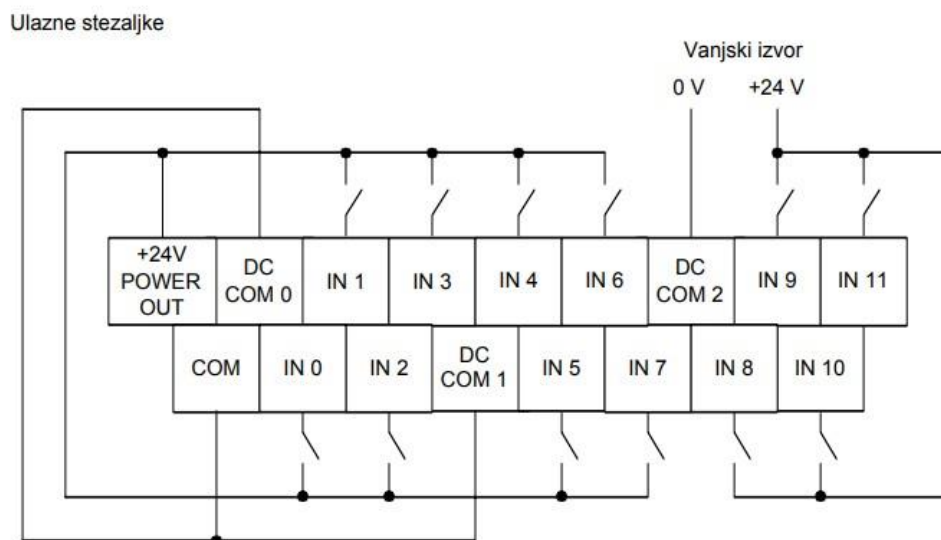 Ulazne stezaljke
Vanjski izvor
0 V +24 V
+24V
POWER
OUT
DC
COM 0
IN 1
IN 3
IN 4
IN 6
DC
COM 2
IN 9
IN 11
COM
IN 0
IN 2
DC
COM 1
IN 5
IN 7
IN 8
IN 10